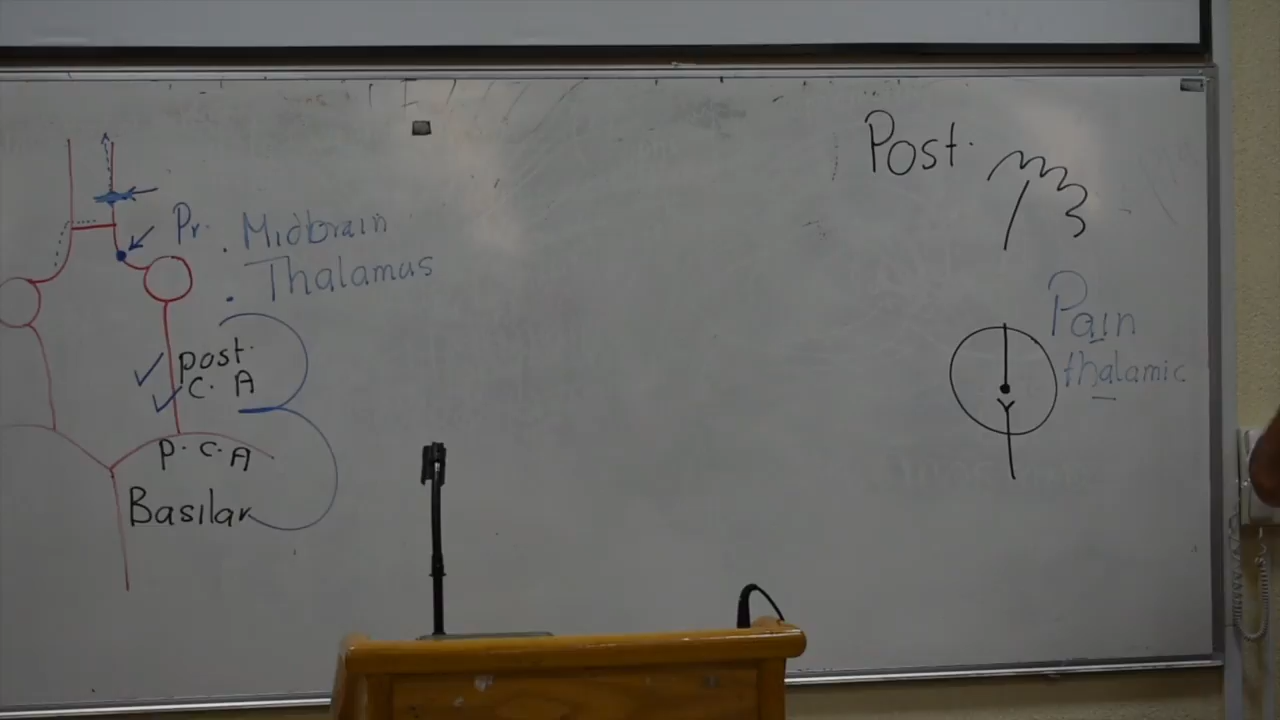 Pr. . Midbrain
. Thalamus
post.
C. A
P. C. A
Basilar
Post.
Pain
thalamic